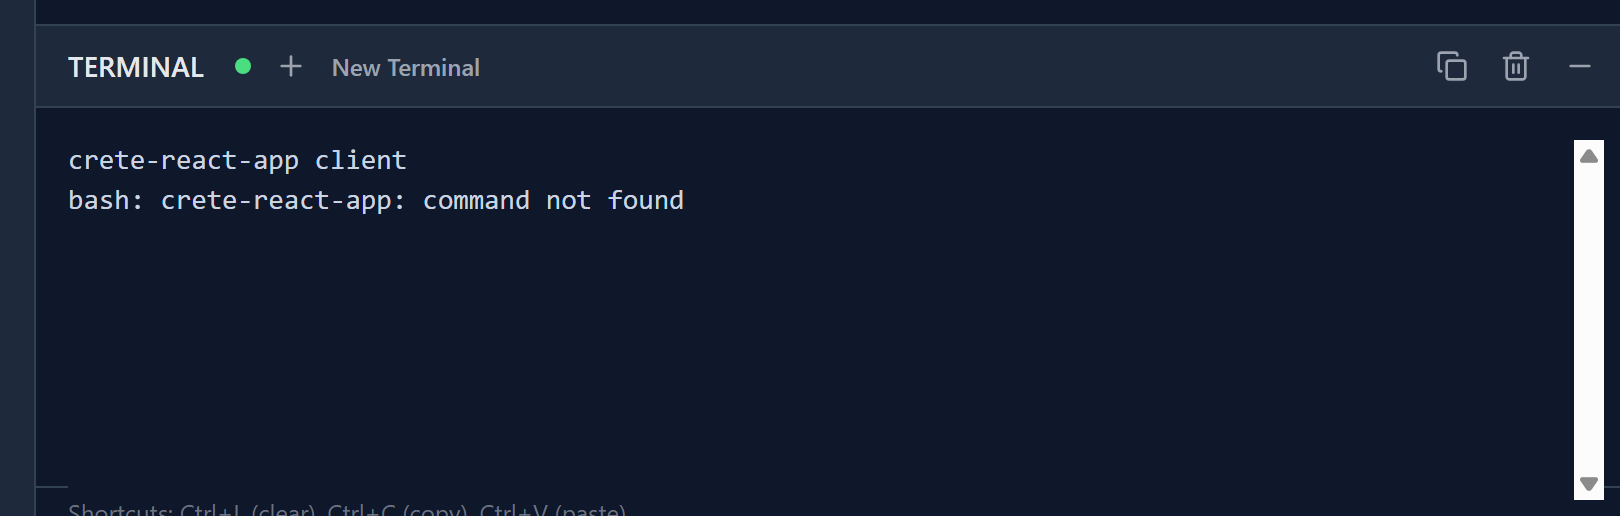 TERMINAL New Terminal
crete-react-app client
bash: crete-react-app: command not found
Shortcuts: Ctrl+L (clear), Ctrl+C (copy), Ctrl+V (paste)